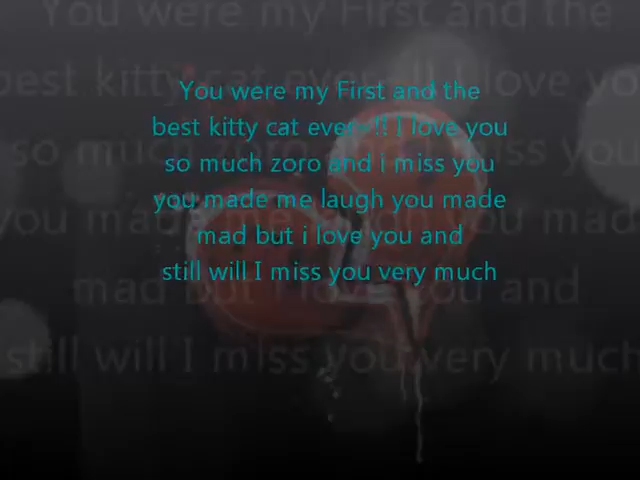 You were my First and the
best kitty cat ever~!! I love you
so much zoro and i miss you
you made me laugh you made
mad but i love you and
still will I miss you very much